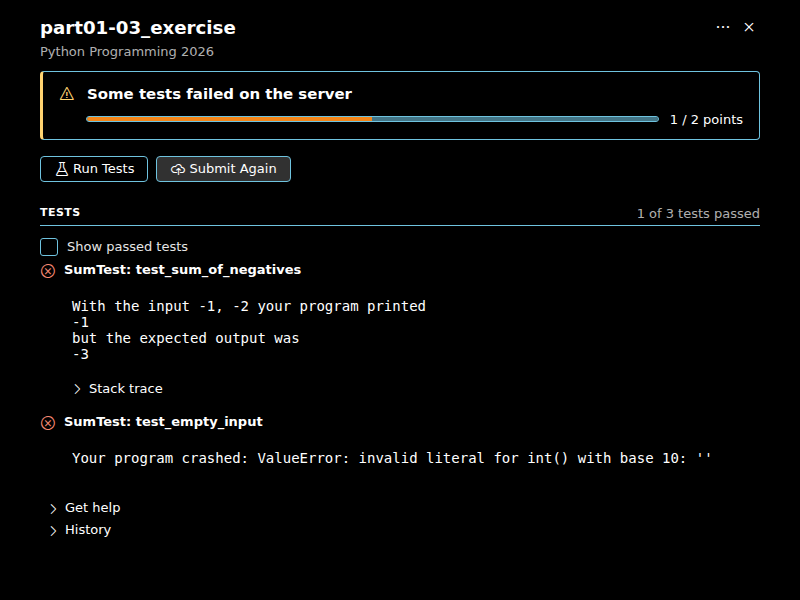 part01-03_exercise
Python Programming 2026
Some tests failed on the server
1 / 2 points
Run Tests
Submit Again
TESTS
1 of 3 tests passed
Show passed tests
SumTest: test_sum_of_negatives
With the input -1, -2 your program printed
-1
but the expected output was
-3
Stack trace
SumTest: test_empty_input
Your program crashed: ValueError: invalid literal for int() with base 10: ''
Get help
History